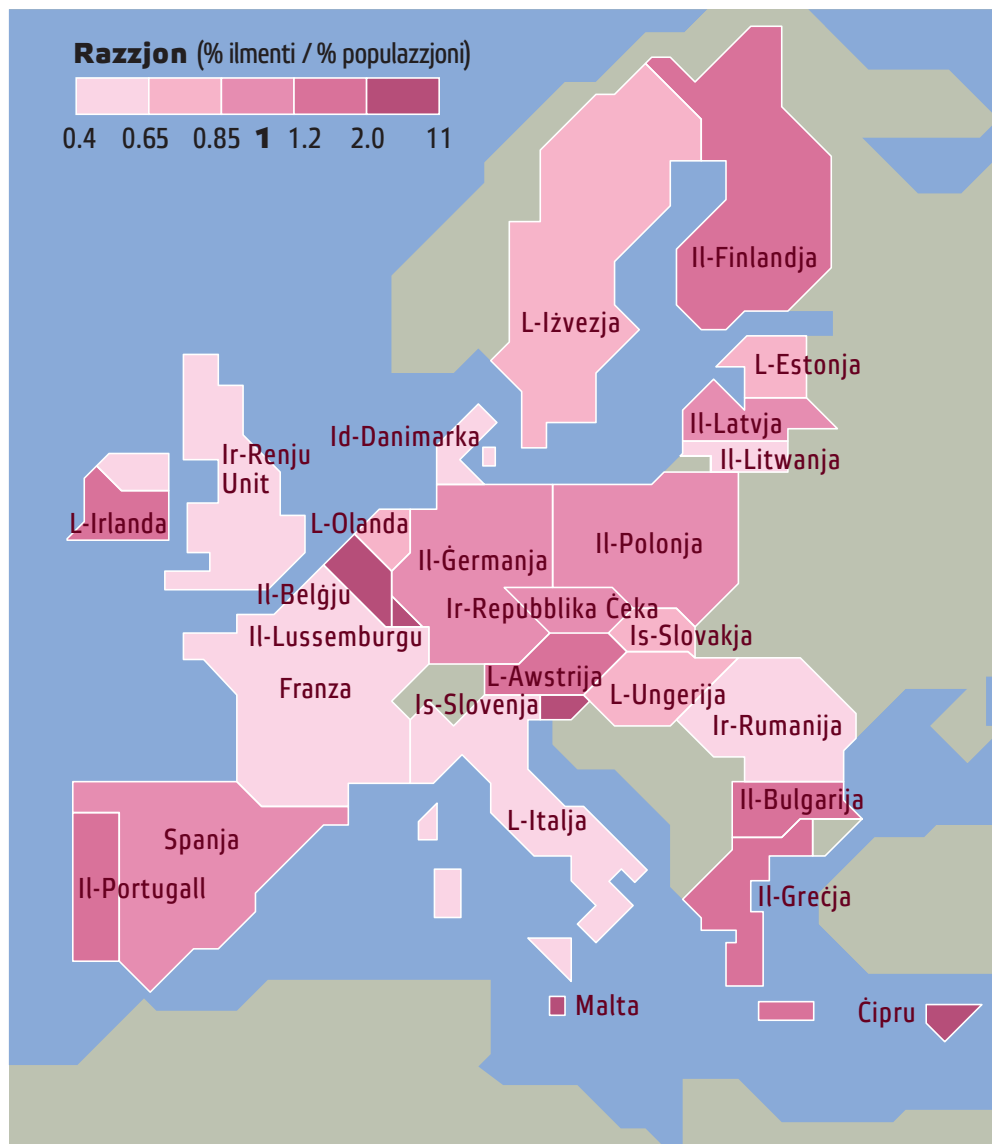 Razzjon (% ilmenti / % populazzjoni)
0.4 0.65 0.85 1 1.2 2.0 11
Il-Finlandja
L-Iżvezja
L-Estonja
Il-Latvja
Id-Danimarka
Il-Litwanja
Ir-Renju
Unit
L-Irlanda
L-Olanda
Il-Polonja
Il-Ġermanja
Il-Belġju
Ir-Repubblika Ċeka
Il-Lussemburgu
Is-Slovakja
L-Awstrija
Franza
L-Ungerija
Is-Slovenja
Ir-Rumanija
Il-Bulgarija
L-Italja
Spanja
Il-Portugall
Il-Greċja
Malta
Ċipru